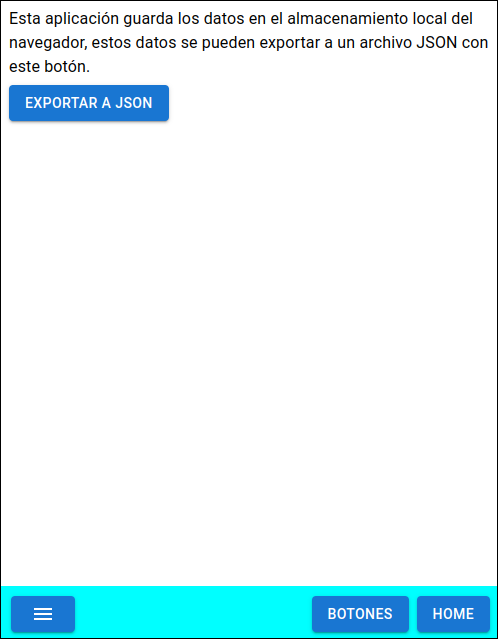 Esta aplicación guarda los datos en el almacenamiento local del
navegador, estos datos se pueden exportar a un archivo JSON con
este botón.
EXPORTAR A JSON
BOTONES HOME